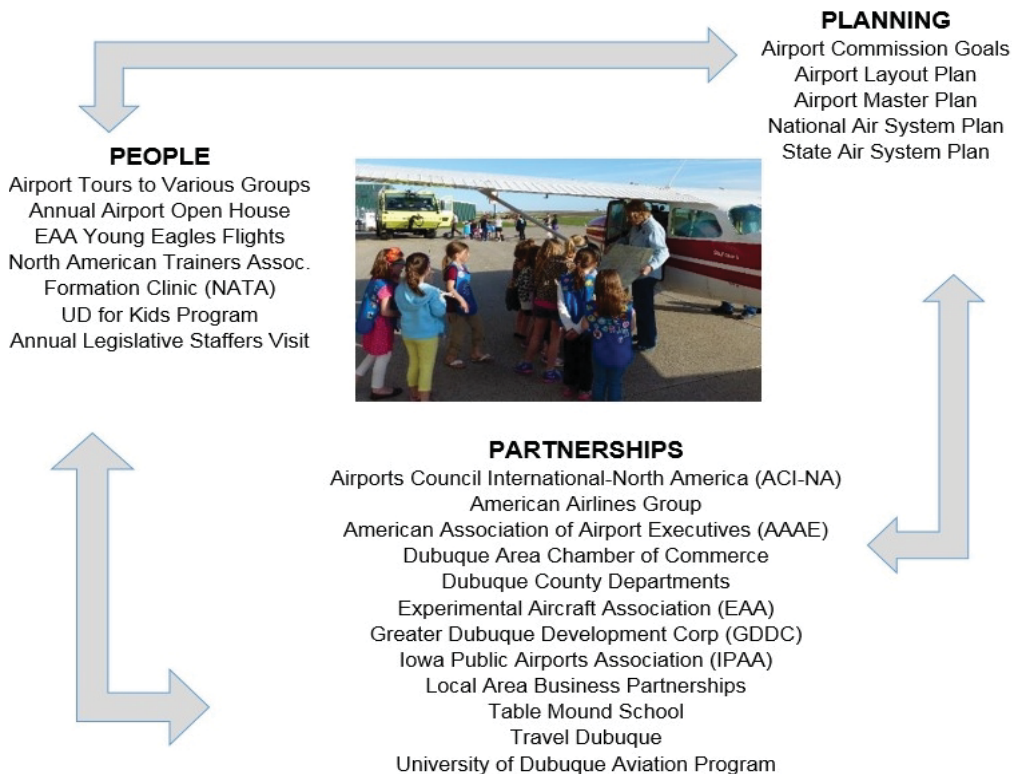 PLANNING
Airport Commission Goals
Airport Layout Plan
Airport Master Plan
National Air System Plan
State Air System Plan
PEOPLE
Airport Tours to Various Groups
Annual Airport Open House
EAA Young Eagles Flights
North American Trainers Assoc.
Formation Clinic (NATA)
UD for Kids Program
Annual Legislative Staffers Visit
PARTNERSHIPS
Airports Council International-North America (ACI-NA)
American Airlines Group
American Association of Airport Executives (AAAE)
Dubuque Area Chamber of Commerce
Dubuque County Departments
Experimental Aircraft Association (EAA)
Greater Dubuque Development Corp (GDDC)
Iowa Public Airports Association (IPAA)
Local Area Business Partnerships
Table Mound School
Travel Dubuque
University of Dubuque Aviation Program